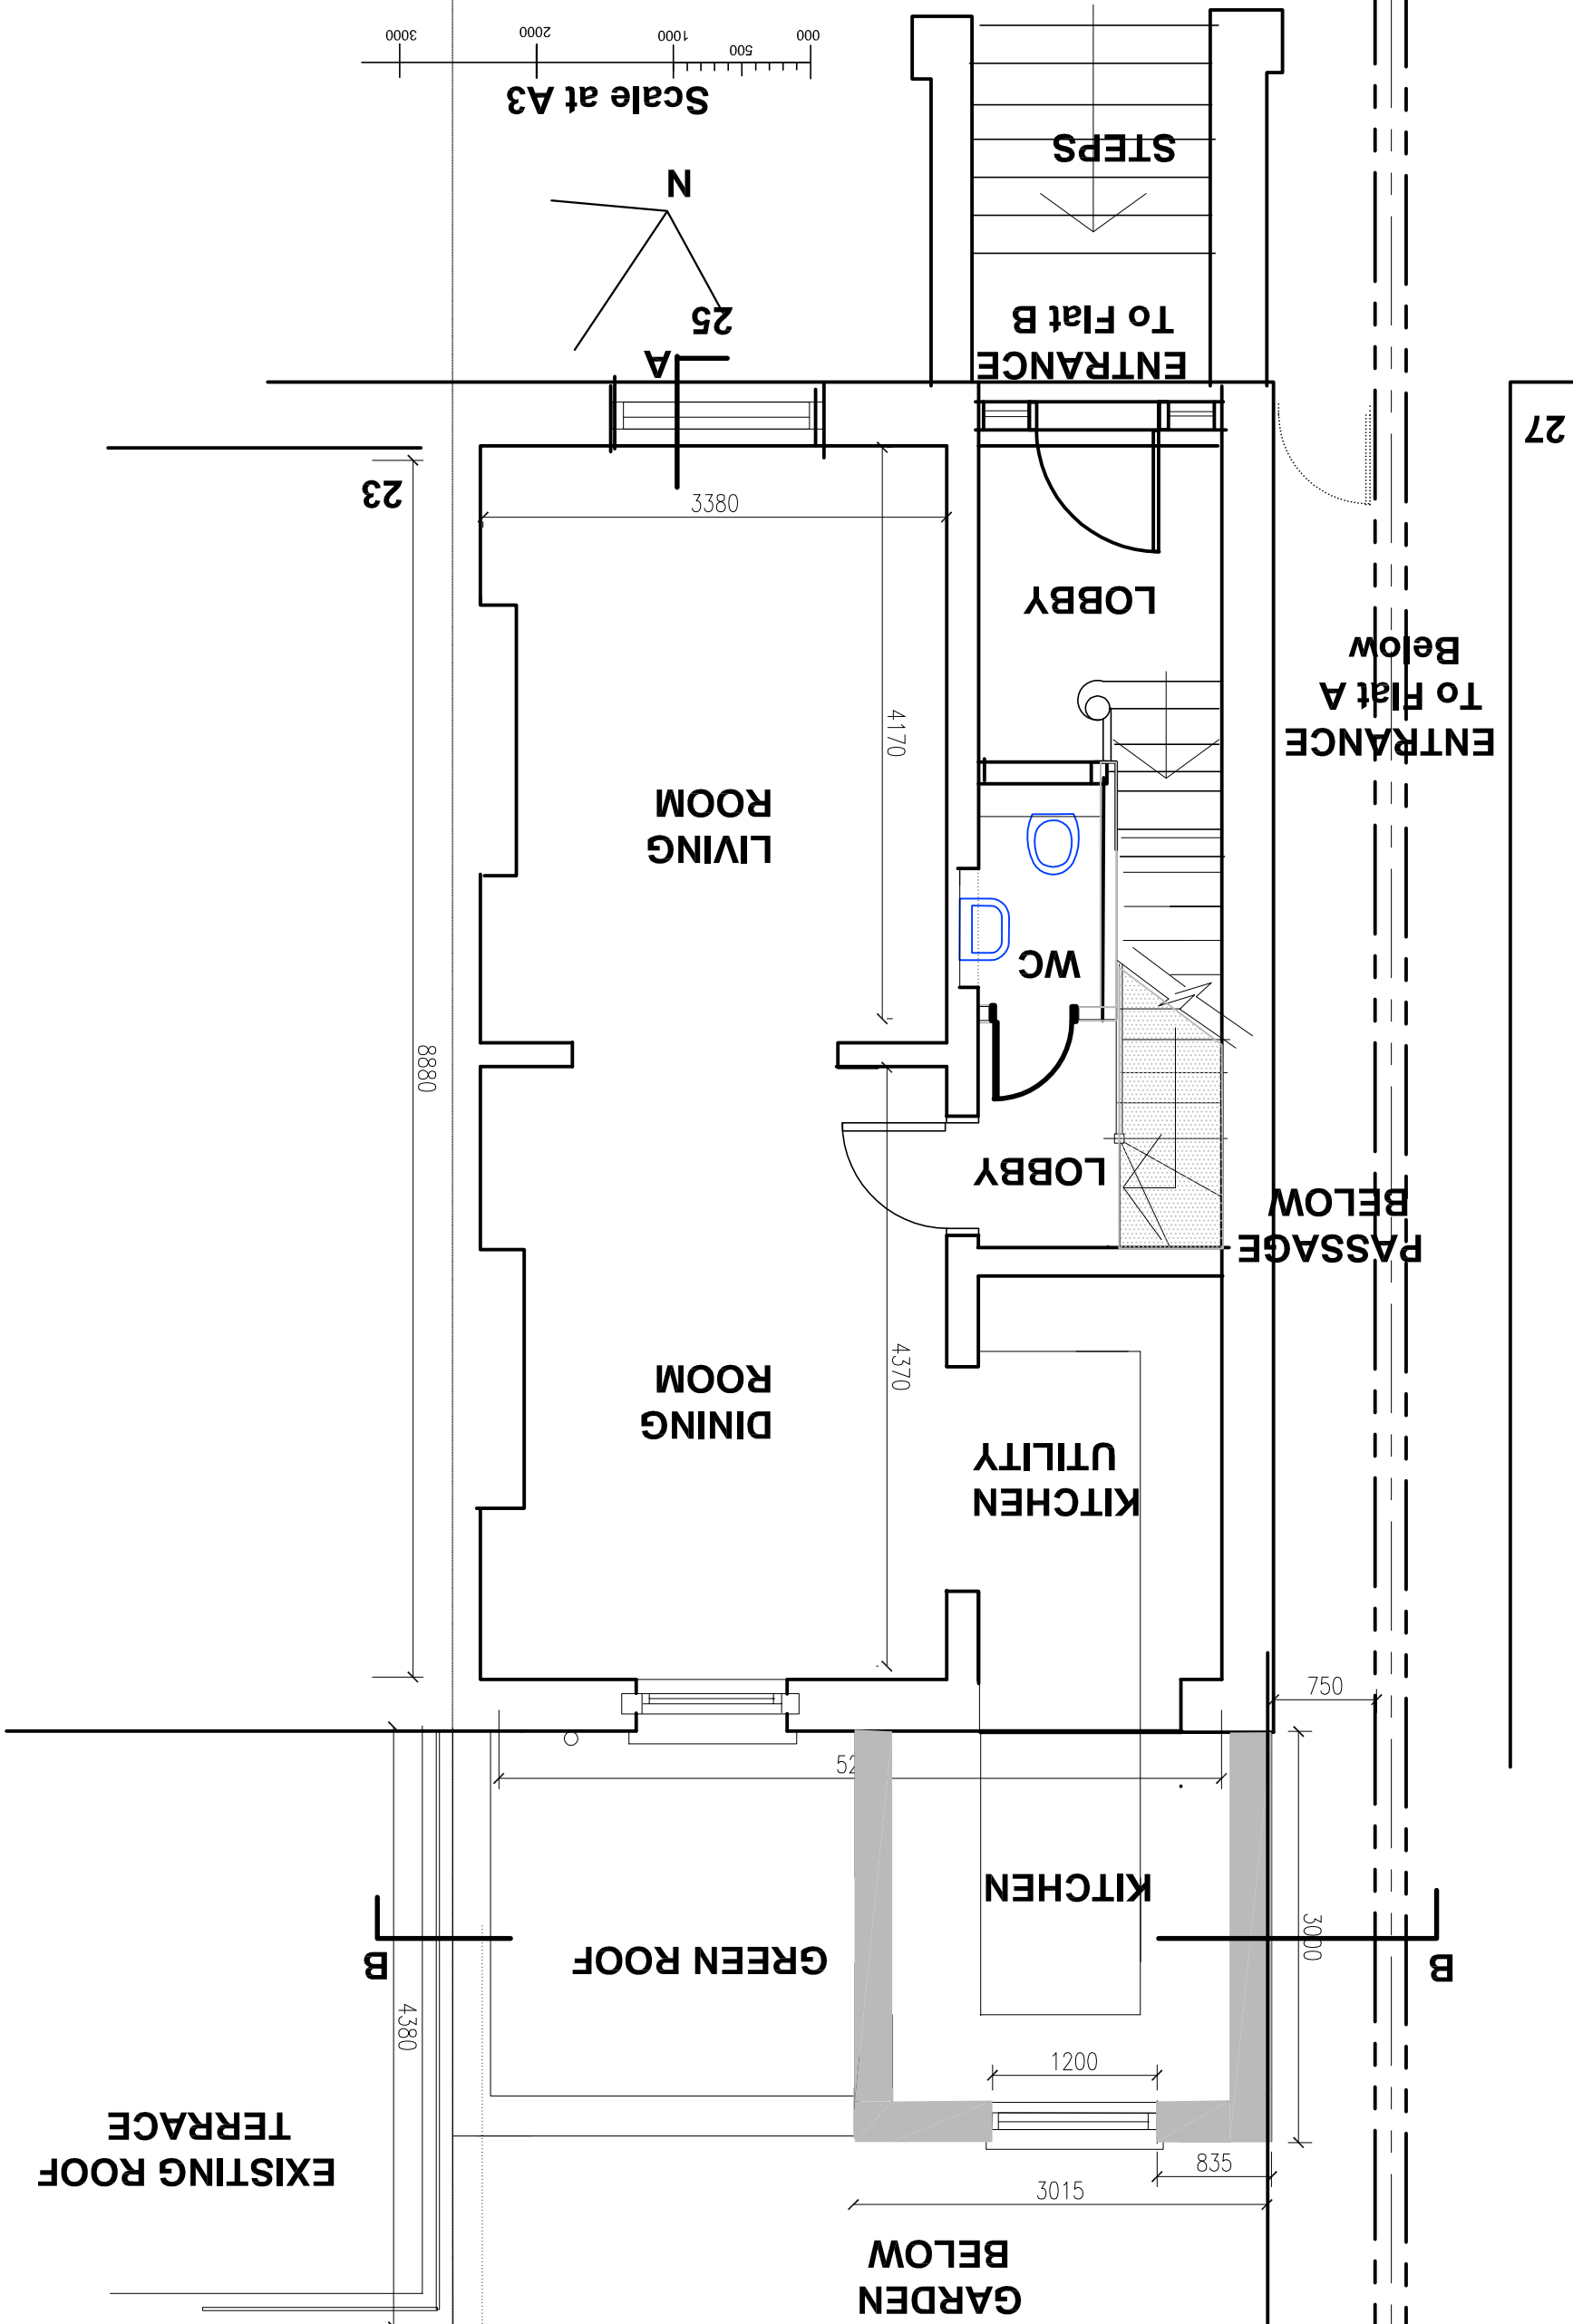 GARDEN
BELOW
3015
835
EXISTING ROOF
TERRACE
1200
4380
B
B
GREEN ROOF
3000
KITCHEN
750
KITCHEN
UTILITY
DINING
ROOM
4370
PASSAGE
BELOW
LOBBY
8880
WC
LIVING
ROOM
4170
ENTRANCE
To Flat A
Below
LOBBY
3380
23
27
A
ENTRANCE
To Flat B
25
N
STEPS
Scale at A3
000
500
1000
2000
3000